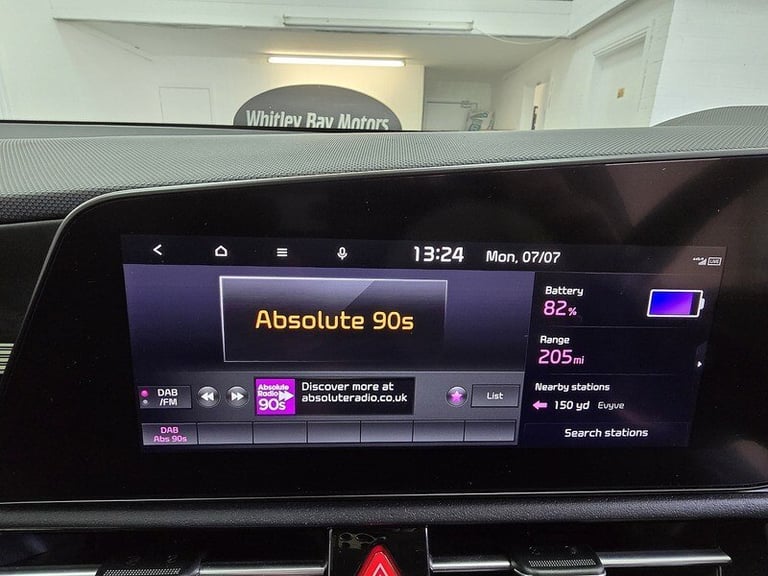 Whitley Bay Motors
13:24 Mon, 07/07
LIVE
Absolute 90s
Battery
82%
Range
205mi
Nearby stations
150 yd Evyve
Search stations
DAB
/FM
Absolute
Radio
90s
Discover more at
absoluteradio.co.uk
List
DAB
Abs 90s